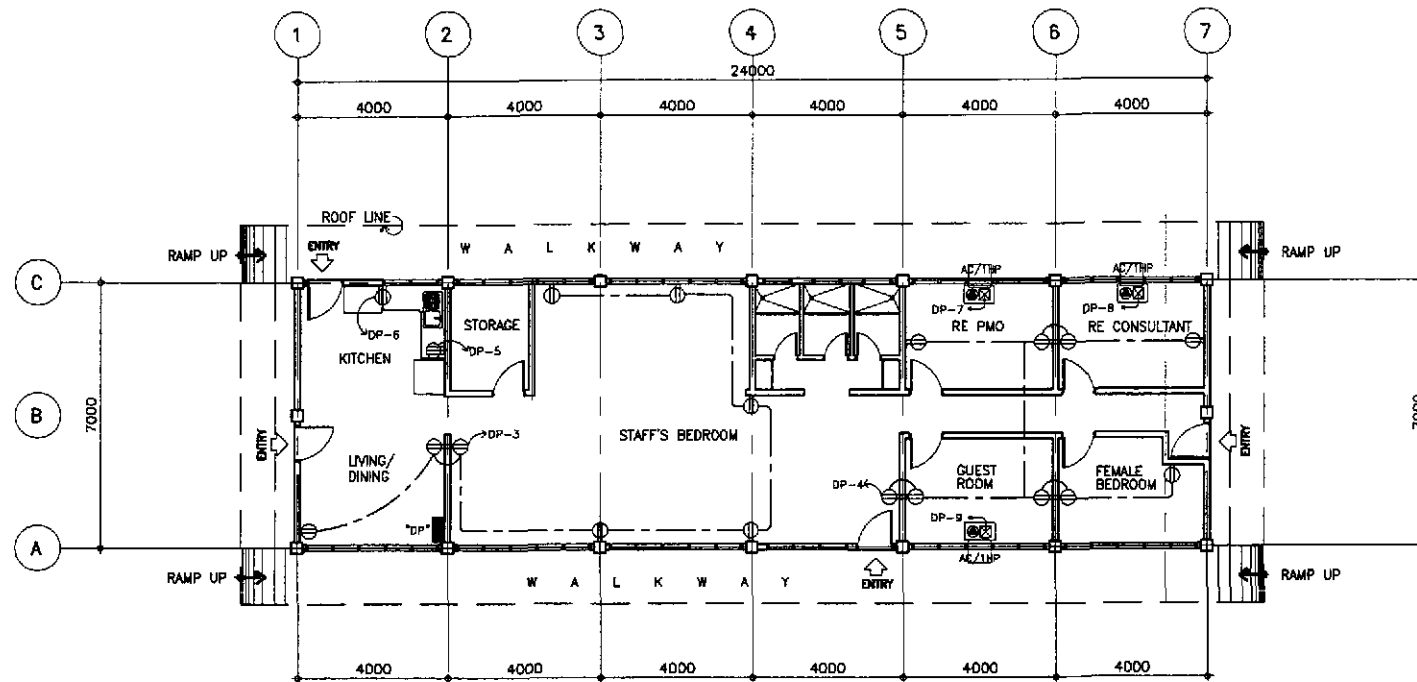 1 2 3 4 5 6 7
24000
4000 4000 4000 4000 4000 4000
ROOF LINE
ENTRY
W A L K W A Y
RAMP UP
RAMP UP
C
AC/1HP
AC/1HP
DP-7
DP-8
DP-6
STORAGE
RE PMO
RE CONSULTANT
DP-5
KITCHEN
B
7000
7000
ENTRY
DP-3
STAFF'S BEDROOM
ENTRY
LIVING/
DINING
GUEST
ROOM
FEMALE
BEDROOM
DP-4
"DP"
DP-9
A
AC/1HP
RAMP UP
W A L K W A Y
ENTRY
RAMP UP
4000 4000 4000 4000 4000 4000